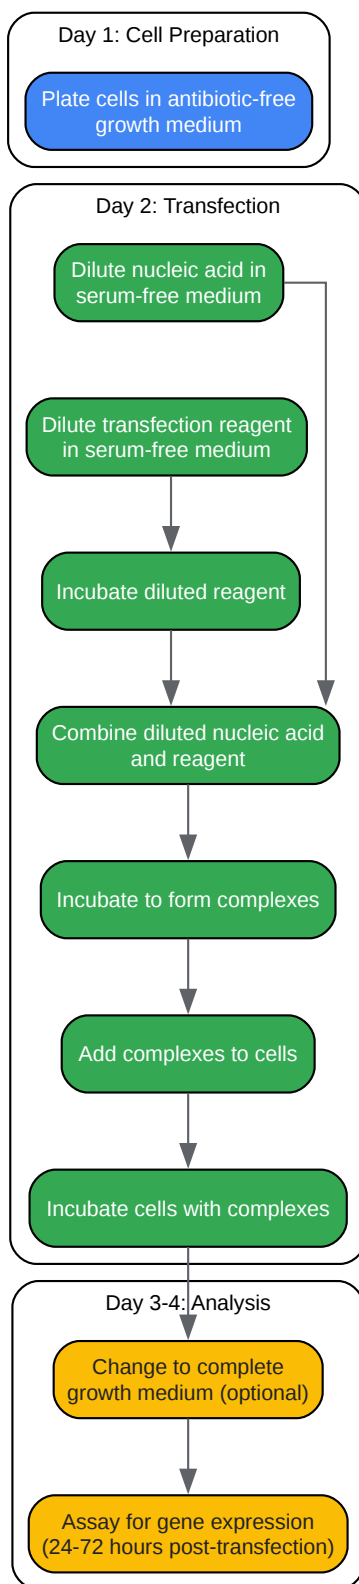 Day 1: Cell Preparation
Plate cells in antibiotic-free
growth medium
Day 2: Transfection
Dilute nucleic acid in
serum-free medium
Dilute transfection reagent
in serum-free medium
Incubate diluted reagent
Combine diluted nucleic acid
and reagent
Incubate to form complexes
Add complexes to cells
Incubate cells with complexes
Day 3-4: Analysis
Change to complete
growth medium (optional)
Assay for gene expression
(24-72 hours post-transfection)